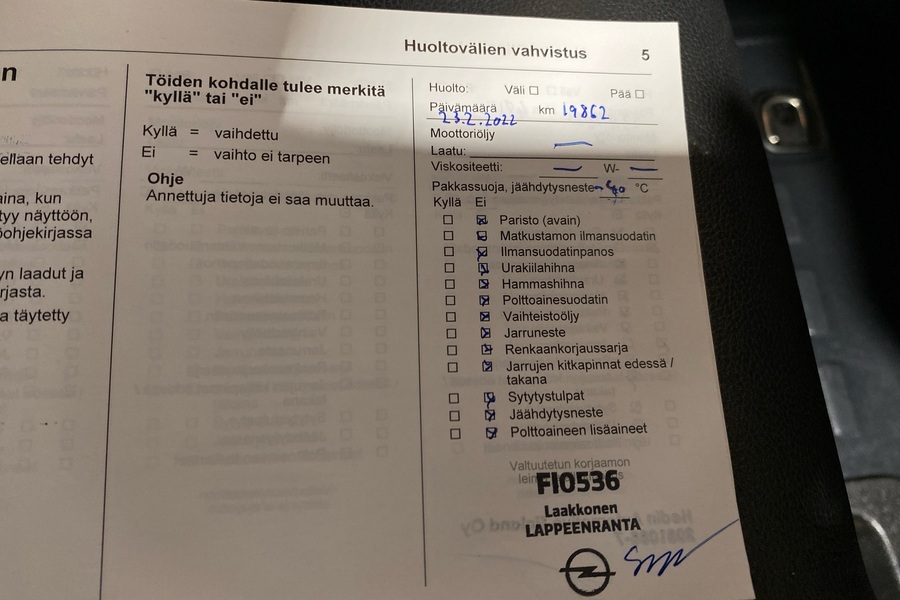 Huoltovälien vahvistus 5
n
ellaan tehdyt
aina, kun
tyy näyttöön,
öohjekirjassa
yn laadut ja
rjasta.
a täytetty
Töiden kohdalle tulee merkitä
"kyllä" tai "ei"
Kyllä = vaihdettu
Ei = vaihto ei tarpeen
Ohje
Annettuja tietoja ei saa muuttaa.
Huolto: Väli Pää
Päivämäärä km 19862
23.2.2022
Moottoriöljy
Laatu: —
Viskositeetti: — W- —
Pakkassuoja, jäähdytysneste -40 °C
Kyllä Ei
Paristo (avain)
Matkustamon ilmansuodatin
Ilmansuodatinpanos
Urakiilahihna
Hammashihna
Polttoainesuodatin
Vaihteistoöljy
Jarruneste
Renkaankorjaussarja
Jarrujen kitkapinnat edessä /
takana
Sytytystulpat
Jäähdytysneste
Polttoaineen lisäaineet
Valtuutetun korjaamon
FI0536
Laakkonen
LAPPEENRANTA